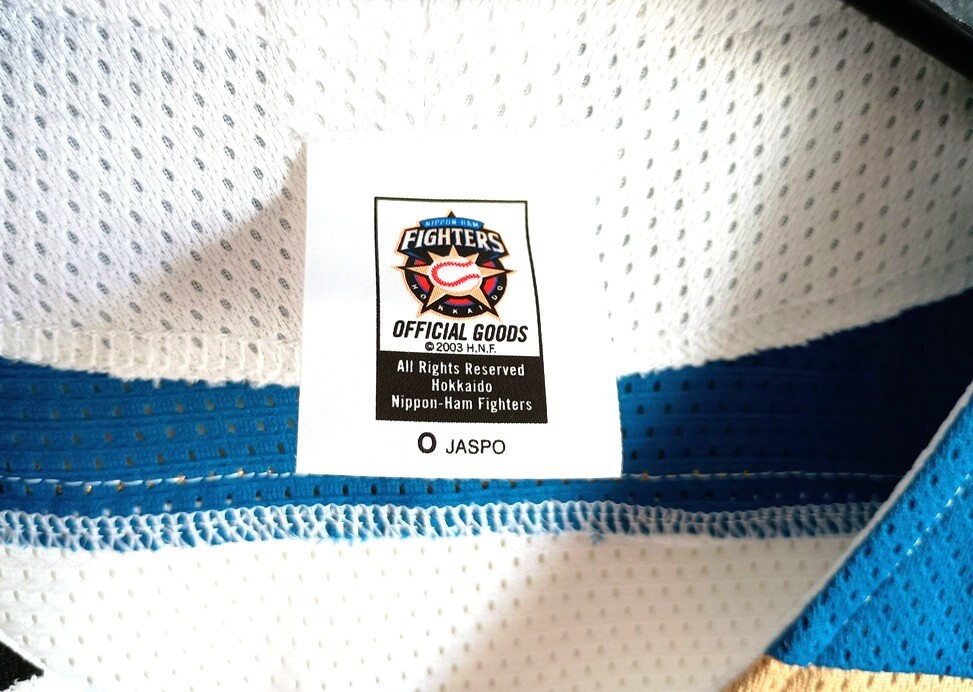 NIPPON-HAM
FIGHTERS
HOKKAIDO
OFFICIAL GOODS
©2003 H.N.F.
All Rights Reserved
Hokkaido
Nippon-Ham Fighters
O JASPO